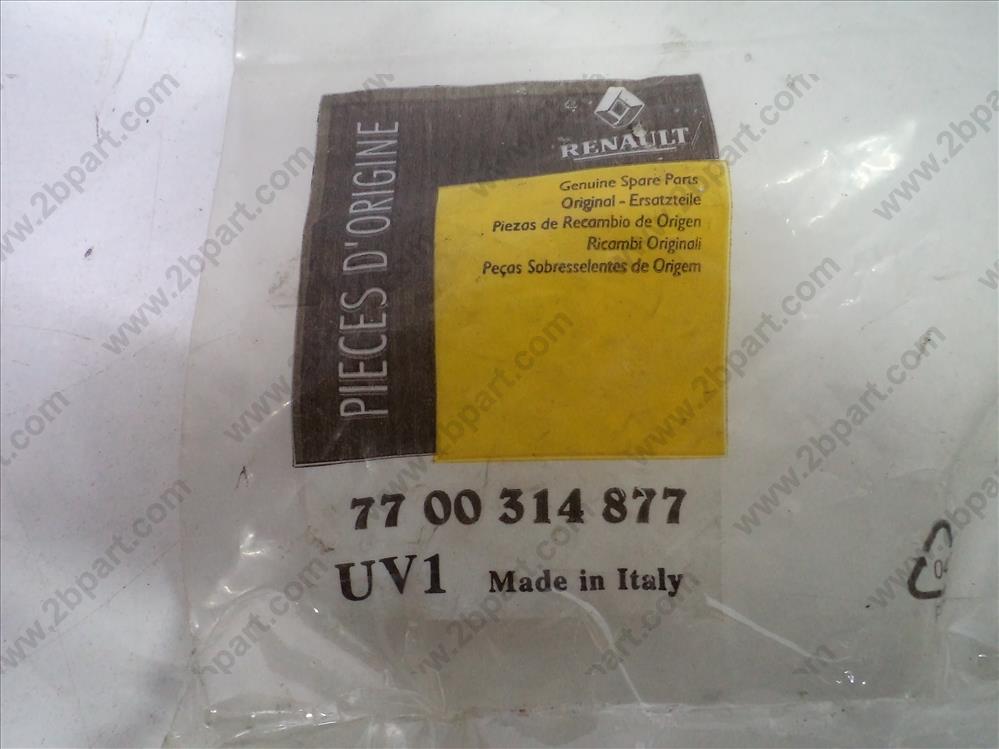 RENAULT
PIECES D'ORIGINE
Genuine Spare Parts
Original - Ersatzteile
Piezas de Recambio de Origen
Ricambi Originali
Peças Sobresselentes de Origem
77 00 314 877
UV1 Made in Italy
04
www.2bpart.com